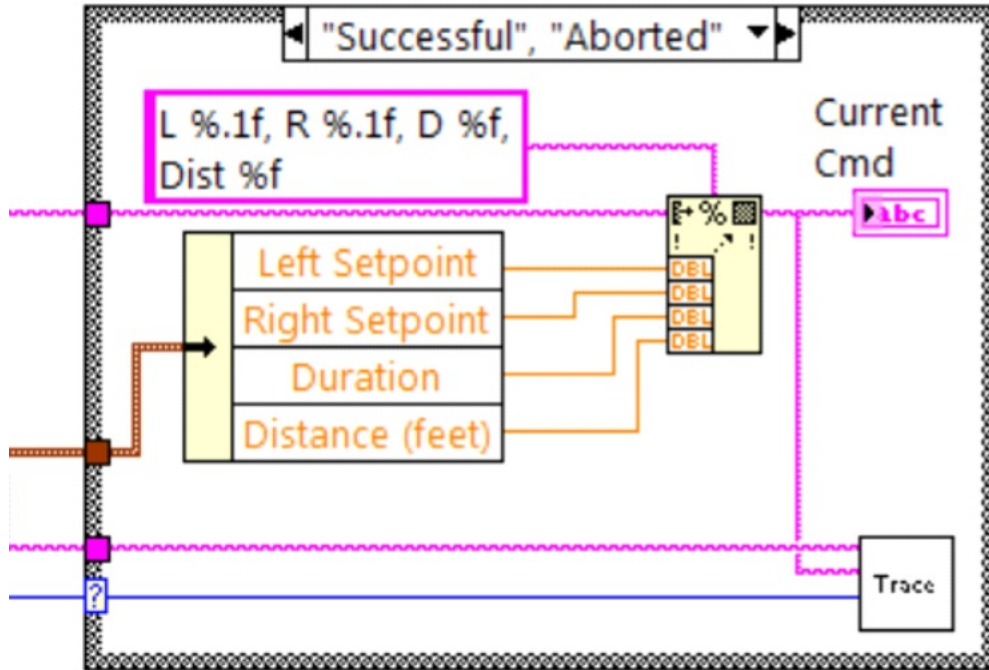 "Successful", "Aborted"
L %.1f, R %.1f, D %f,
Dist %f
Current
Cmd
abc
%
! !
Left Setpoint
Right Setpoint
Duration
Distance (feet)
DBL
DBL
DBL
DBL
?
Trace